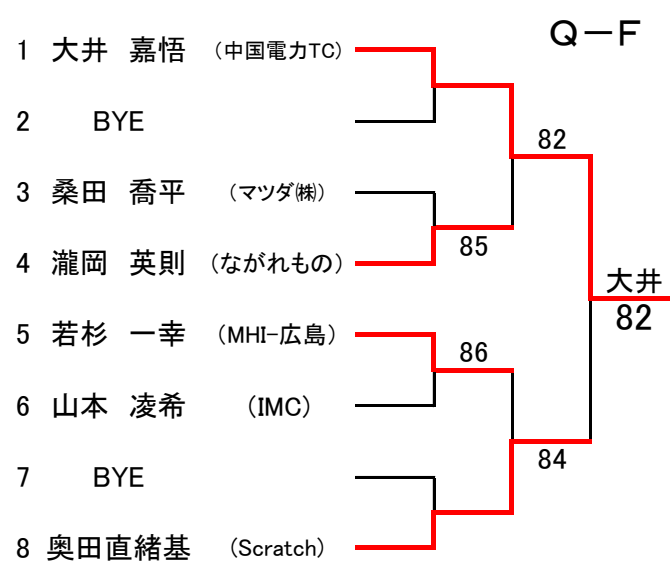 Q－F
1 大井 嘉悟 (中国電力TC)
2 BYE
82
3 桑田 喬平 (マツダ㈱)
85
4 瀧岡 英則 (ながれもの)
大井
82
5 若杉 一幸 (MHI-広島)
86
6 山本 凌希 (IMC)
84
7 BYE
8 奥田直緒基 (Scratch)